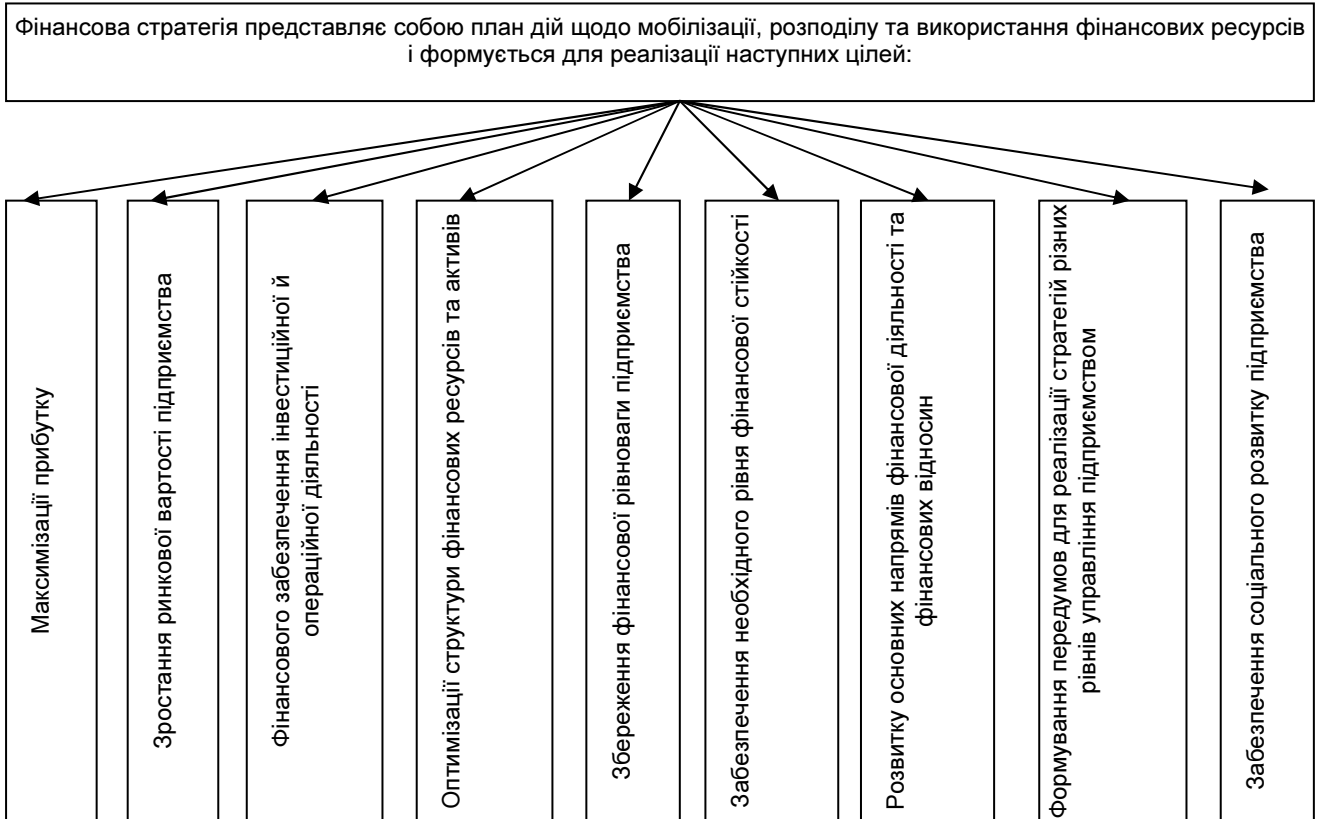 Фінансова стратегія представляє собою план дій щодо мобілізації, розподілу та використання фінансових ресурсів
і формується для реалізації наступних цілей:
Максимізації прибутку
Зростання ринкової вартості підприємства
Фінансового забезпечення інвестиційної й
операційної діяльності
Оптимізації структури фінансових ресурсів та активів
Збереження фінансової рівноваги підприємства
Забезпечення необхідного рівня фінансової стійкості
Розвитку основних напрямів фінансової діяльності та
фінансових відносин
Формування передумов для реалізації стратегій різних
рівнів управління підприємством
Забезпечення соціального розвитку підприємства